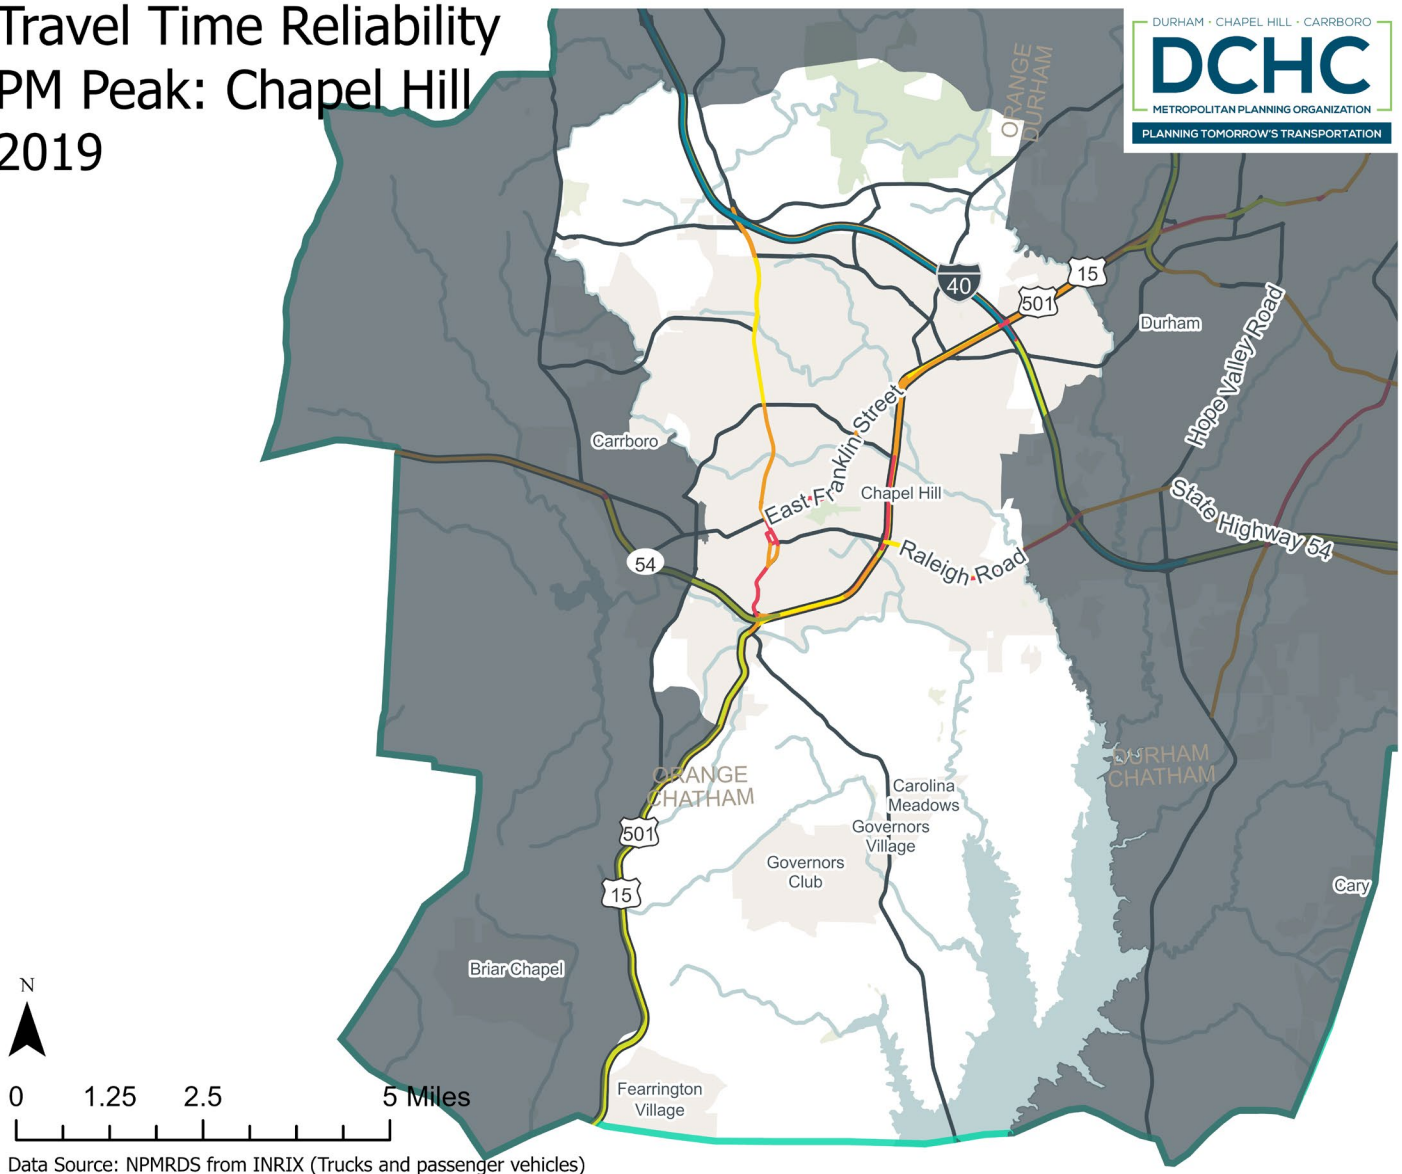 Travel Time Reliability
PM Peak: Chapel Hill
2019
DURHAM · CHAPEL HILL · CARRBORO
DCHC
METROPOLITAN PLANNING ORGANIZATION
PLANNING TOMORROW'S TRANSPORTATION
ORANGE
DURHAM
40
15
501
Durham
Hope Valley Road
Carrboro
East Franklin Street
Chapel Hill
State Highway 54
Raleigh Road
54
ORANGE
CHATHAM
DURHAM
CHATHAM
501
15
Carolina
Meadows
Governors
Village
Governors
Club
Cary
Briar Chapel
Fearrington
Village
N
0 1.25 2.5 5 Miles
Data Source: NPMRDS from INRIX (Trucks and passenger vehicles)